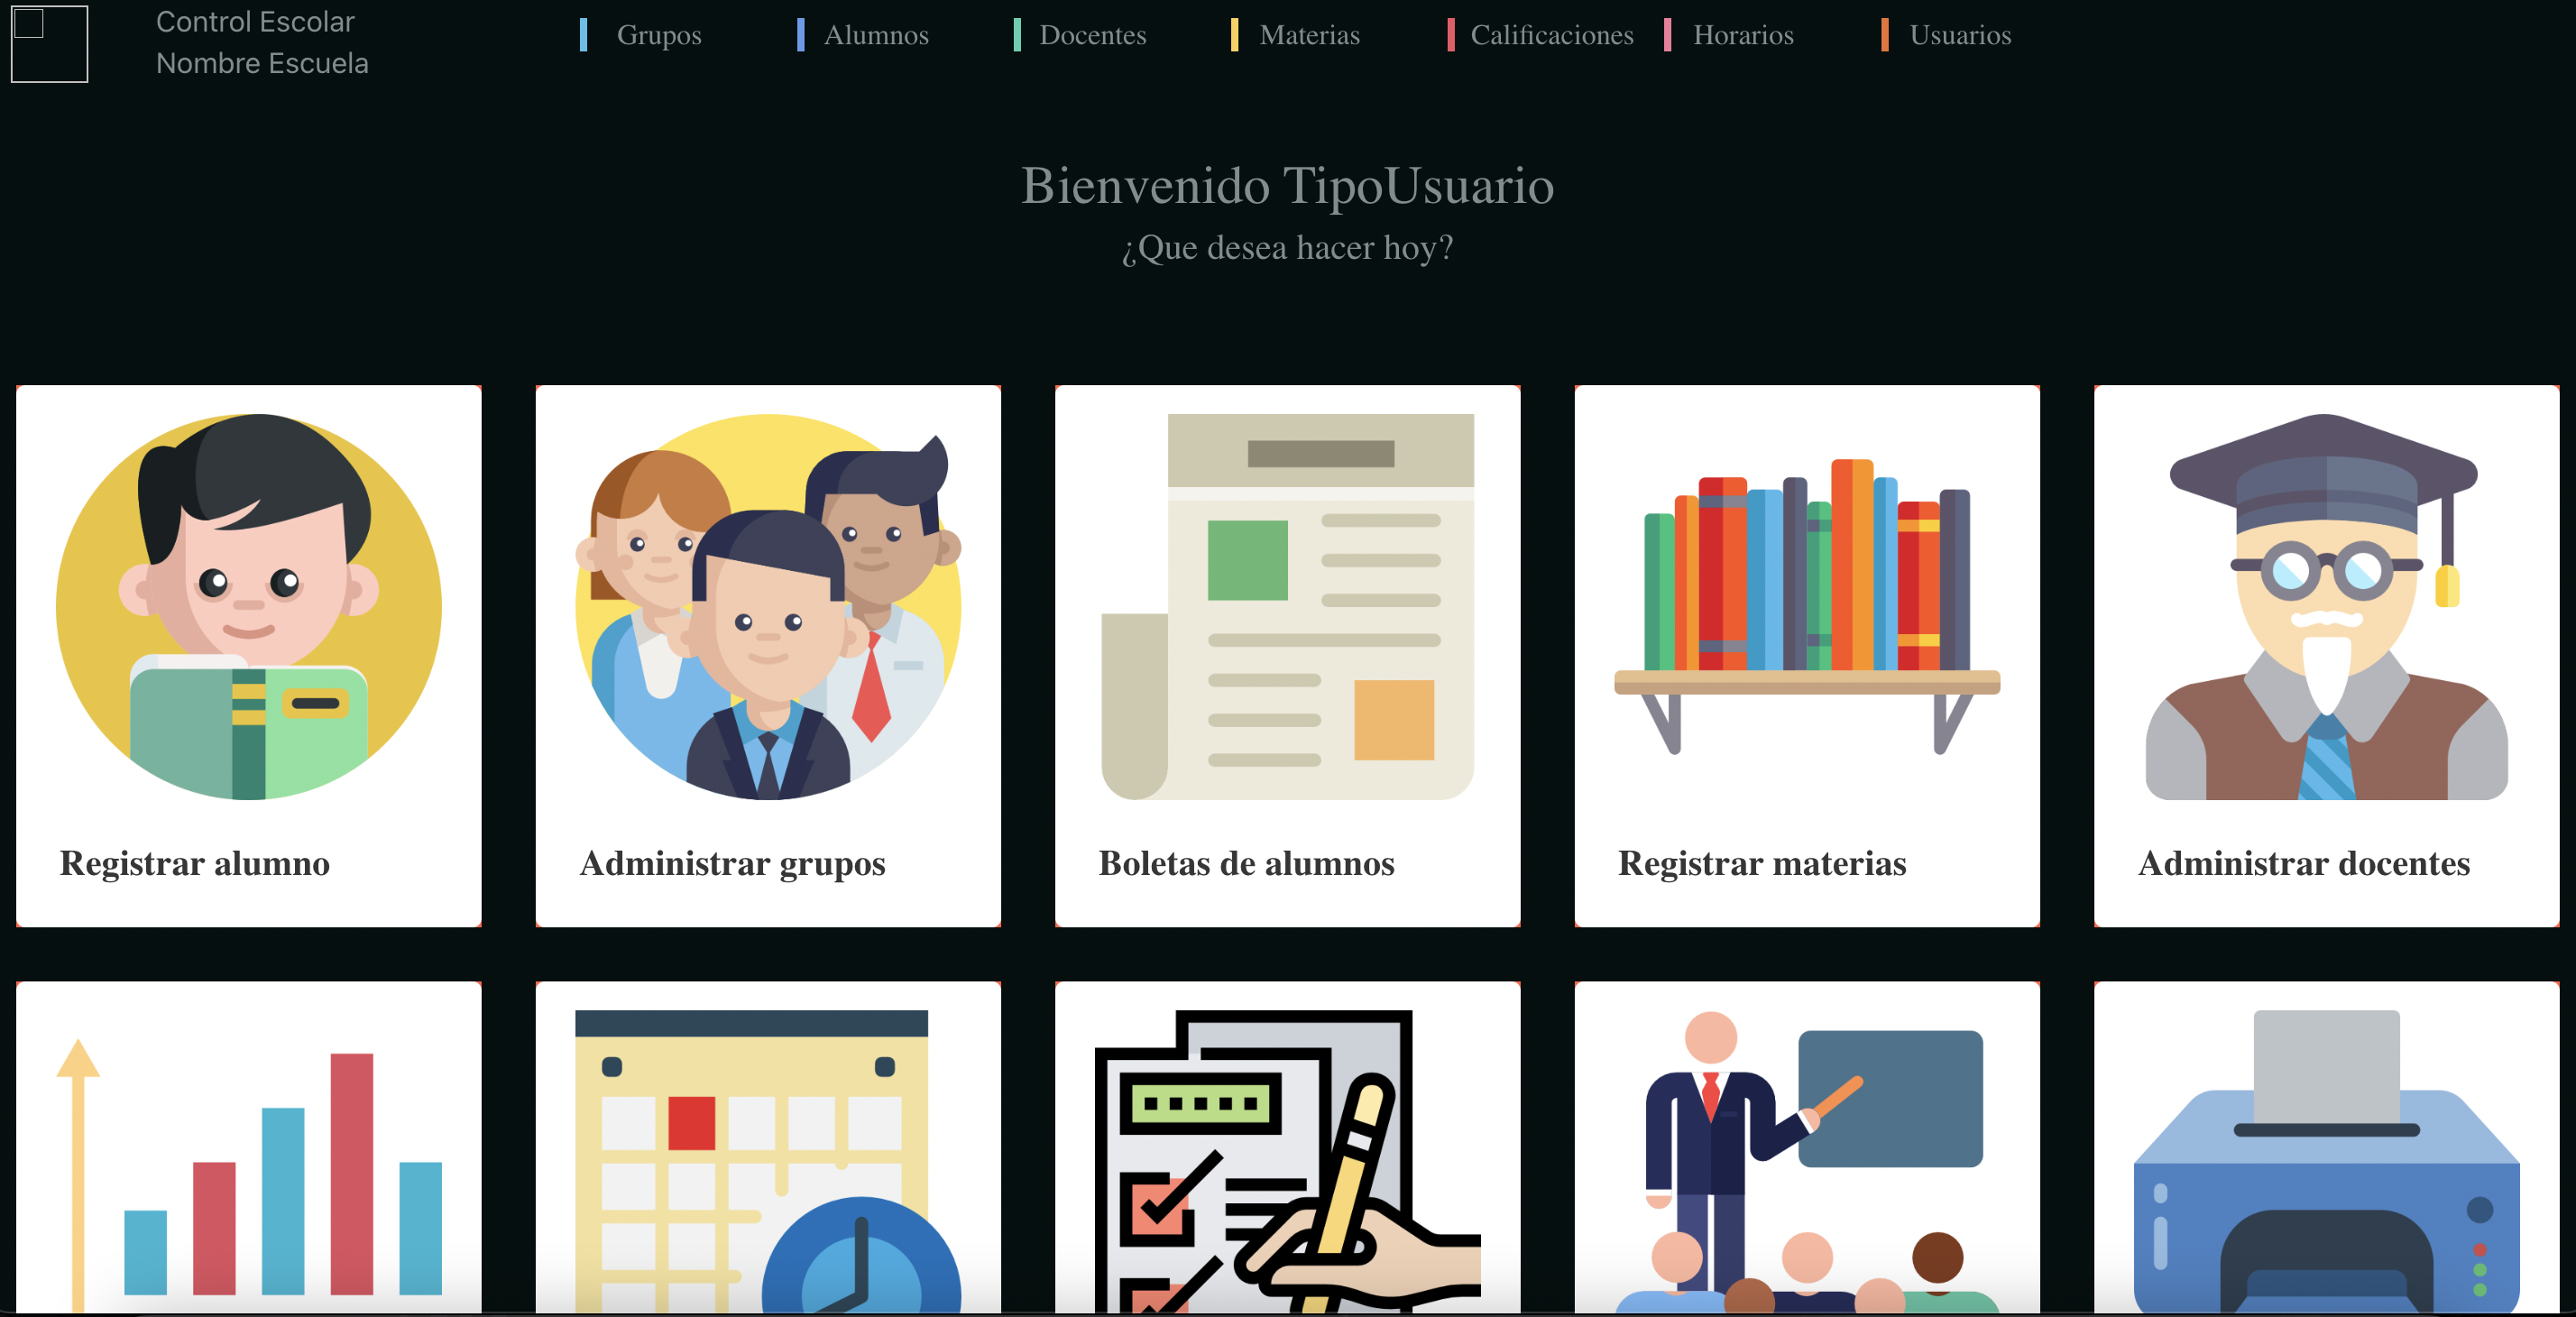 Control Escolar
Nombre Escuela
Grupos
Alumnos
Docentes
Materias
Calificaciones
Horarios
Usuarios
Bienvenido TipoUsuario
¿Que desea hacer hoy?
Registrar alumno
Administrar grupos
Boletas de alumnos
Registrar materias
Administrar docentes